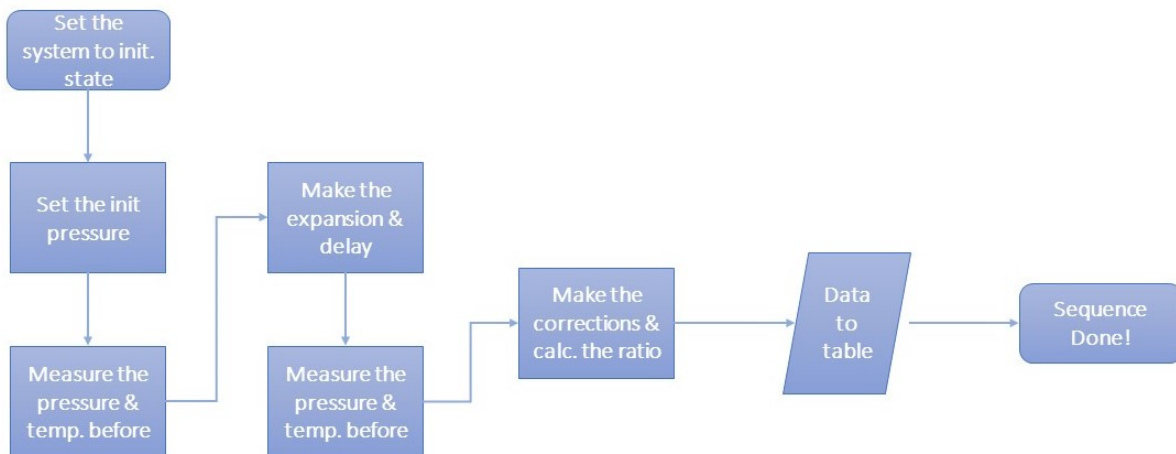 Set the
system to init.
state
Set the init
pressure
Measure the
pressure &
temp. before
Make the
expansion &
delay
Measure the
pressure &
temp. before
Make the
corrections &
calc. the ratio
Data
to
table
Sequence
Done!